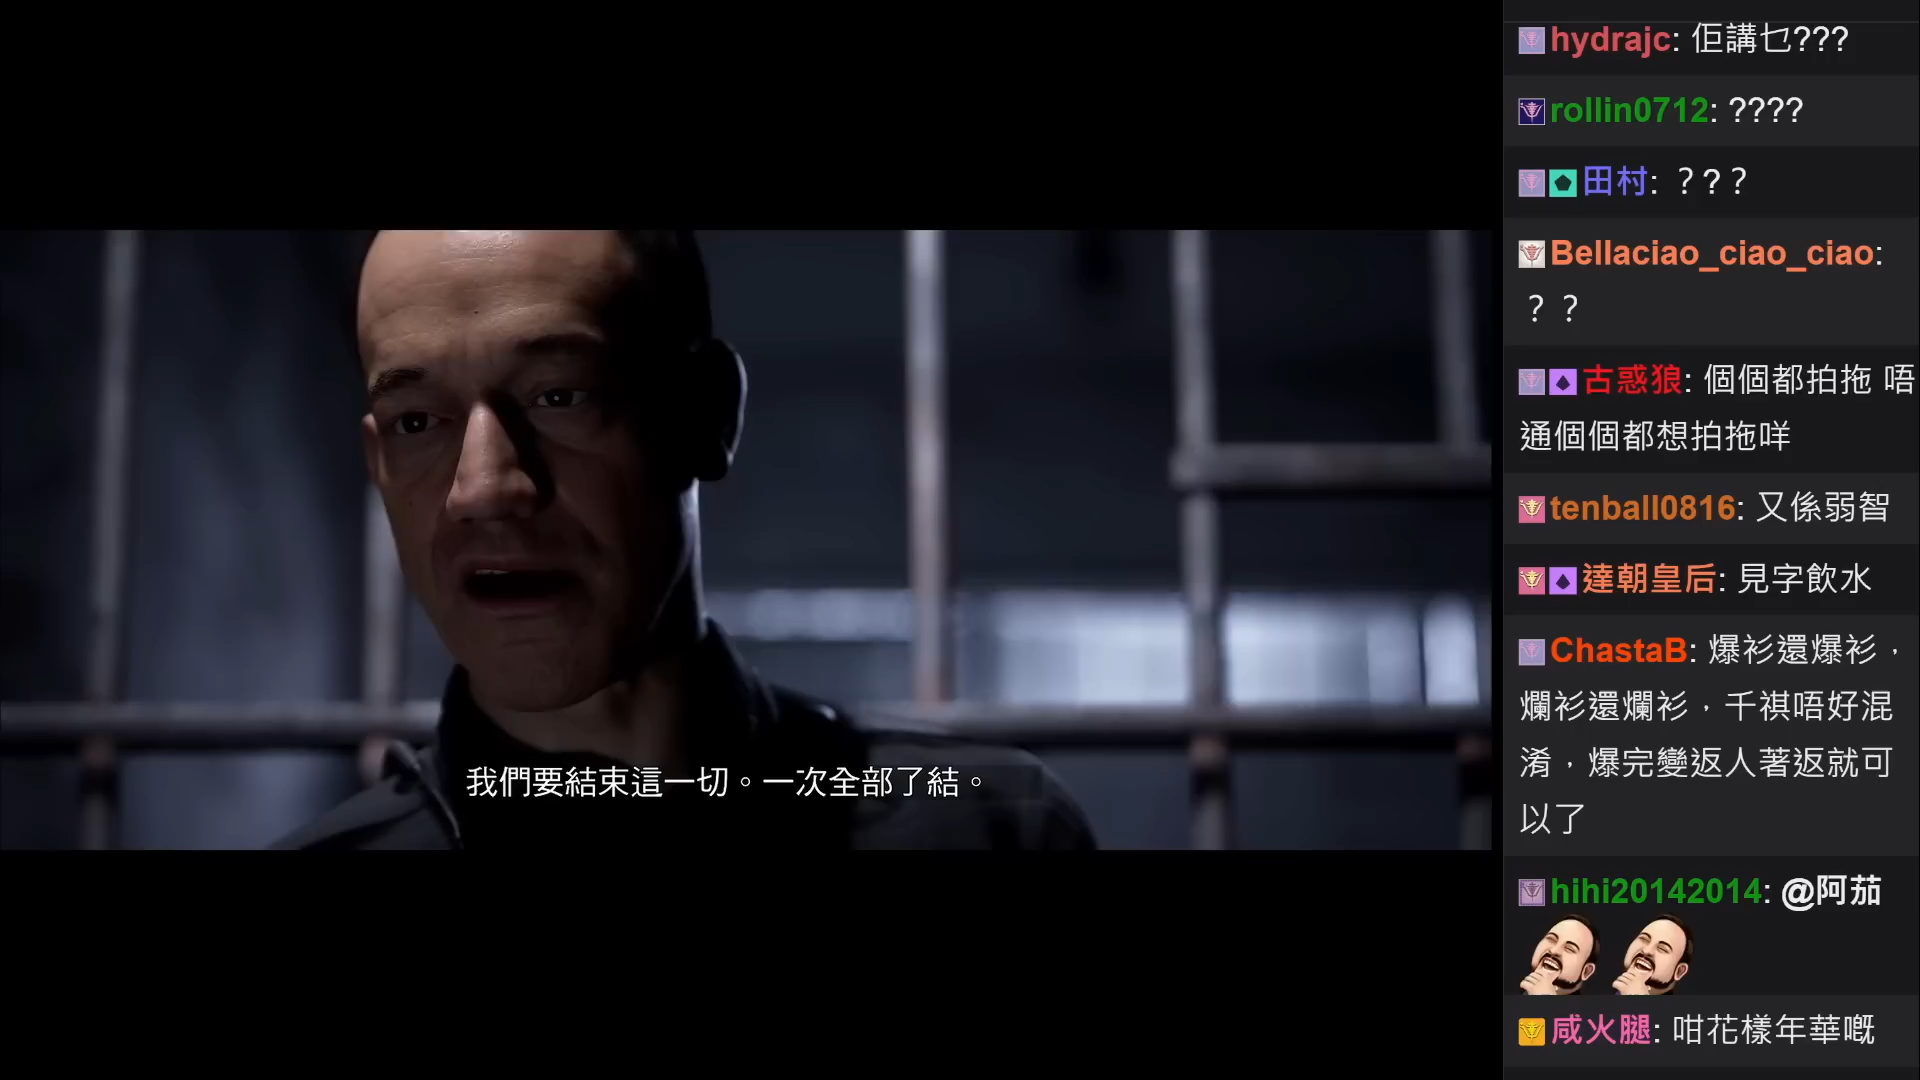 我們要結束這一切。一次全部了結。
hydrajc: 佢講乜???
rollin0712: ????
田村: ？?？
Bellaciao_ciao_ciao:
？？
古惑狼: 個個都拍拖 唔
通個個都想拍拖咩
tenball0816: 又係弱智
達朝皇后: 見字飲水
ChastaB: 爆衫還爆衫，
爛衫還爛衫，千祺唔好混
淆，爆完變返人著返就可
以了
hihi20142014: @阿茄
咸火腿: 咁花樣年華嘅